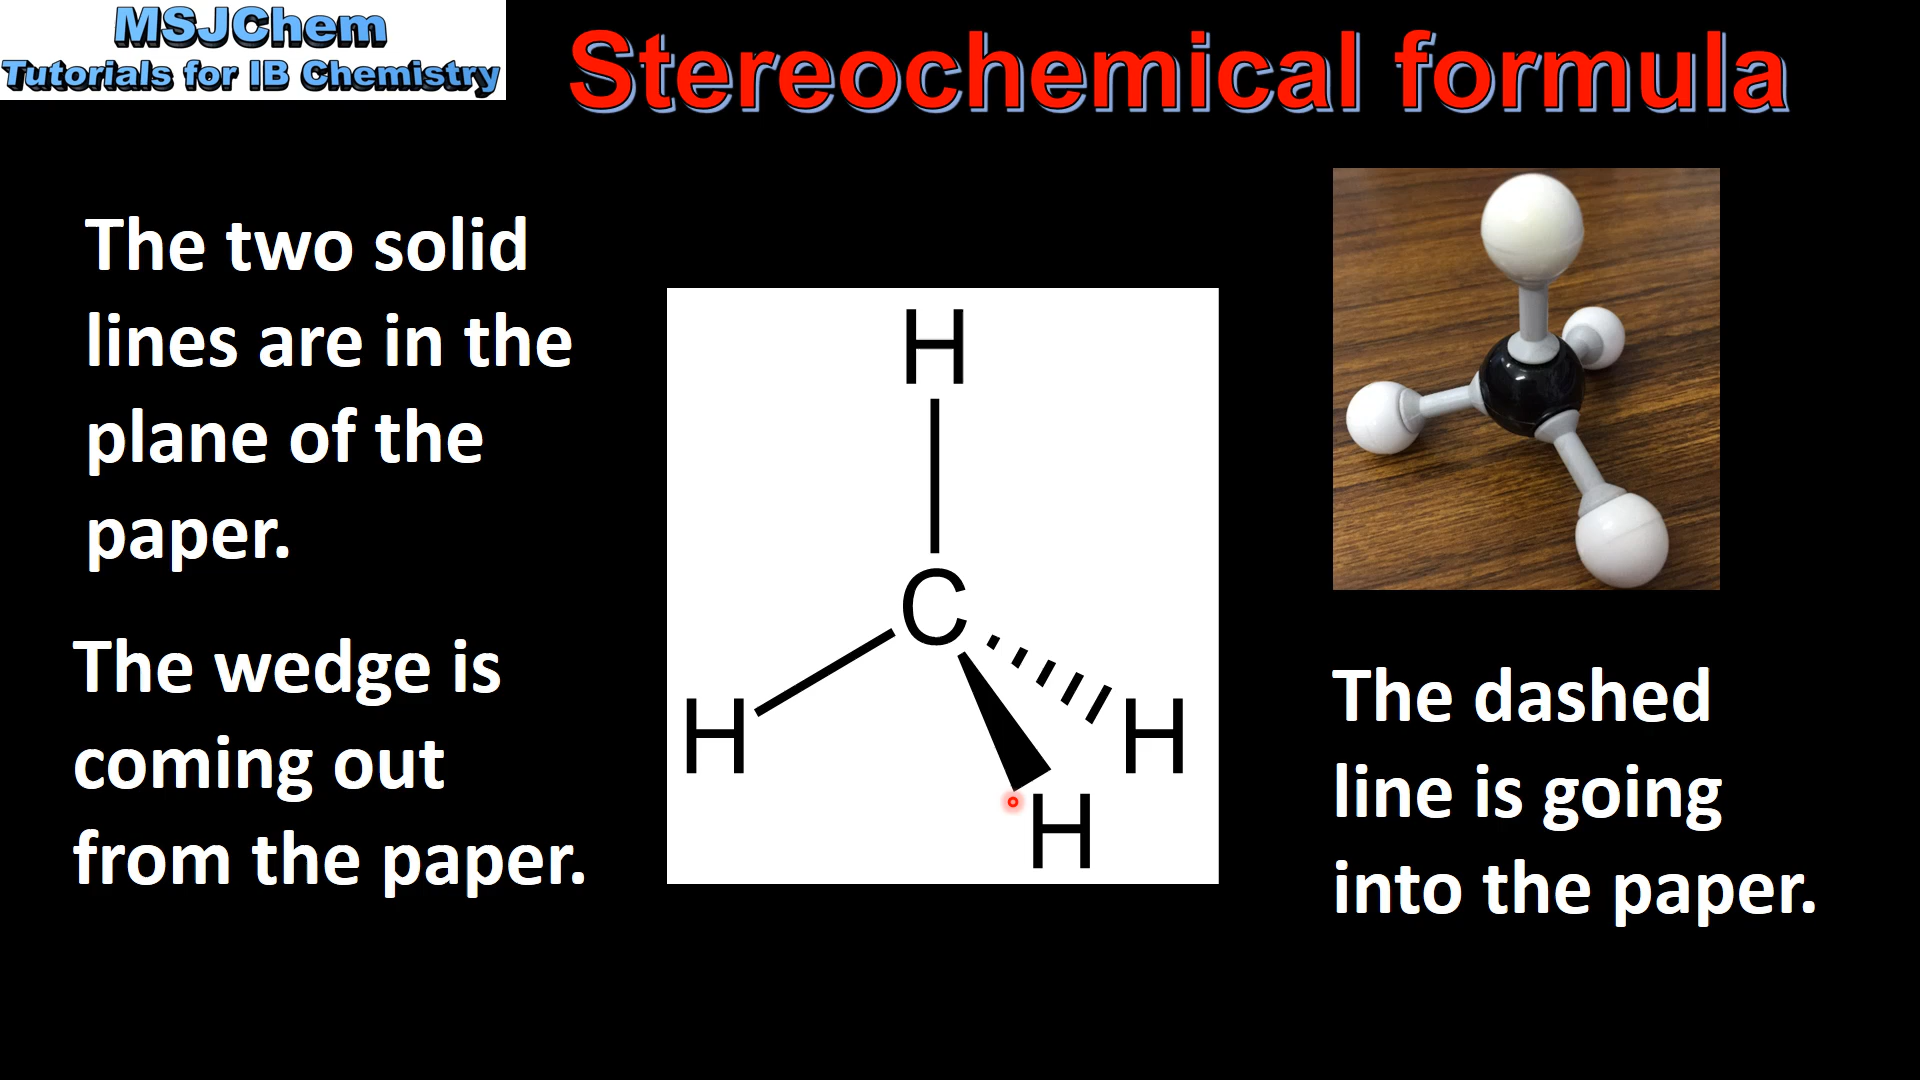 MSJChem
Tutorials for IB Chemistry
Stereochemical formula
The two solid
lines are in the
plane of the
paper.
The wedge is
coming out
from the paper.
H
C
H
H
H
The dashed
line is going
into the paper.